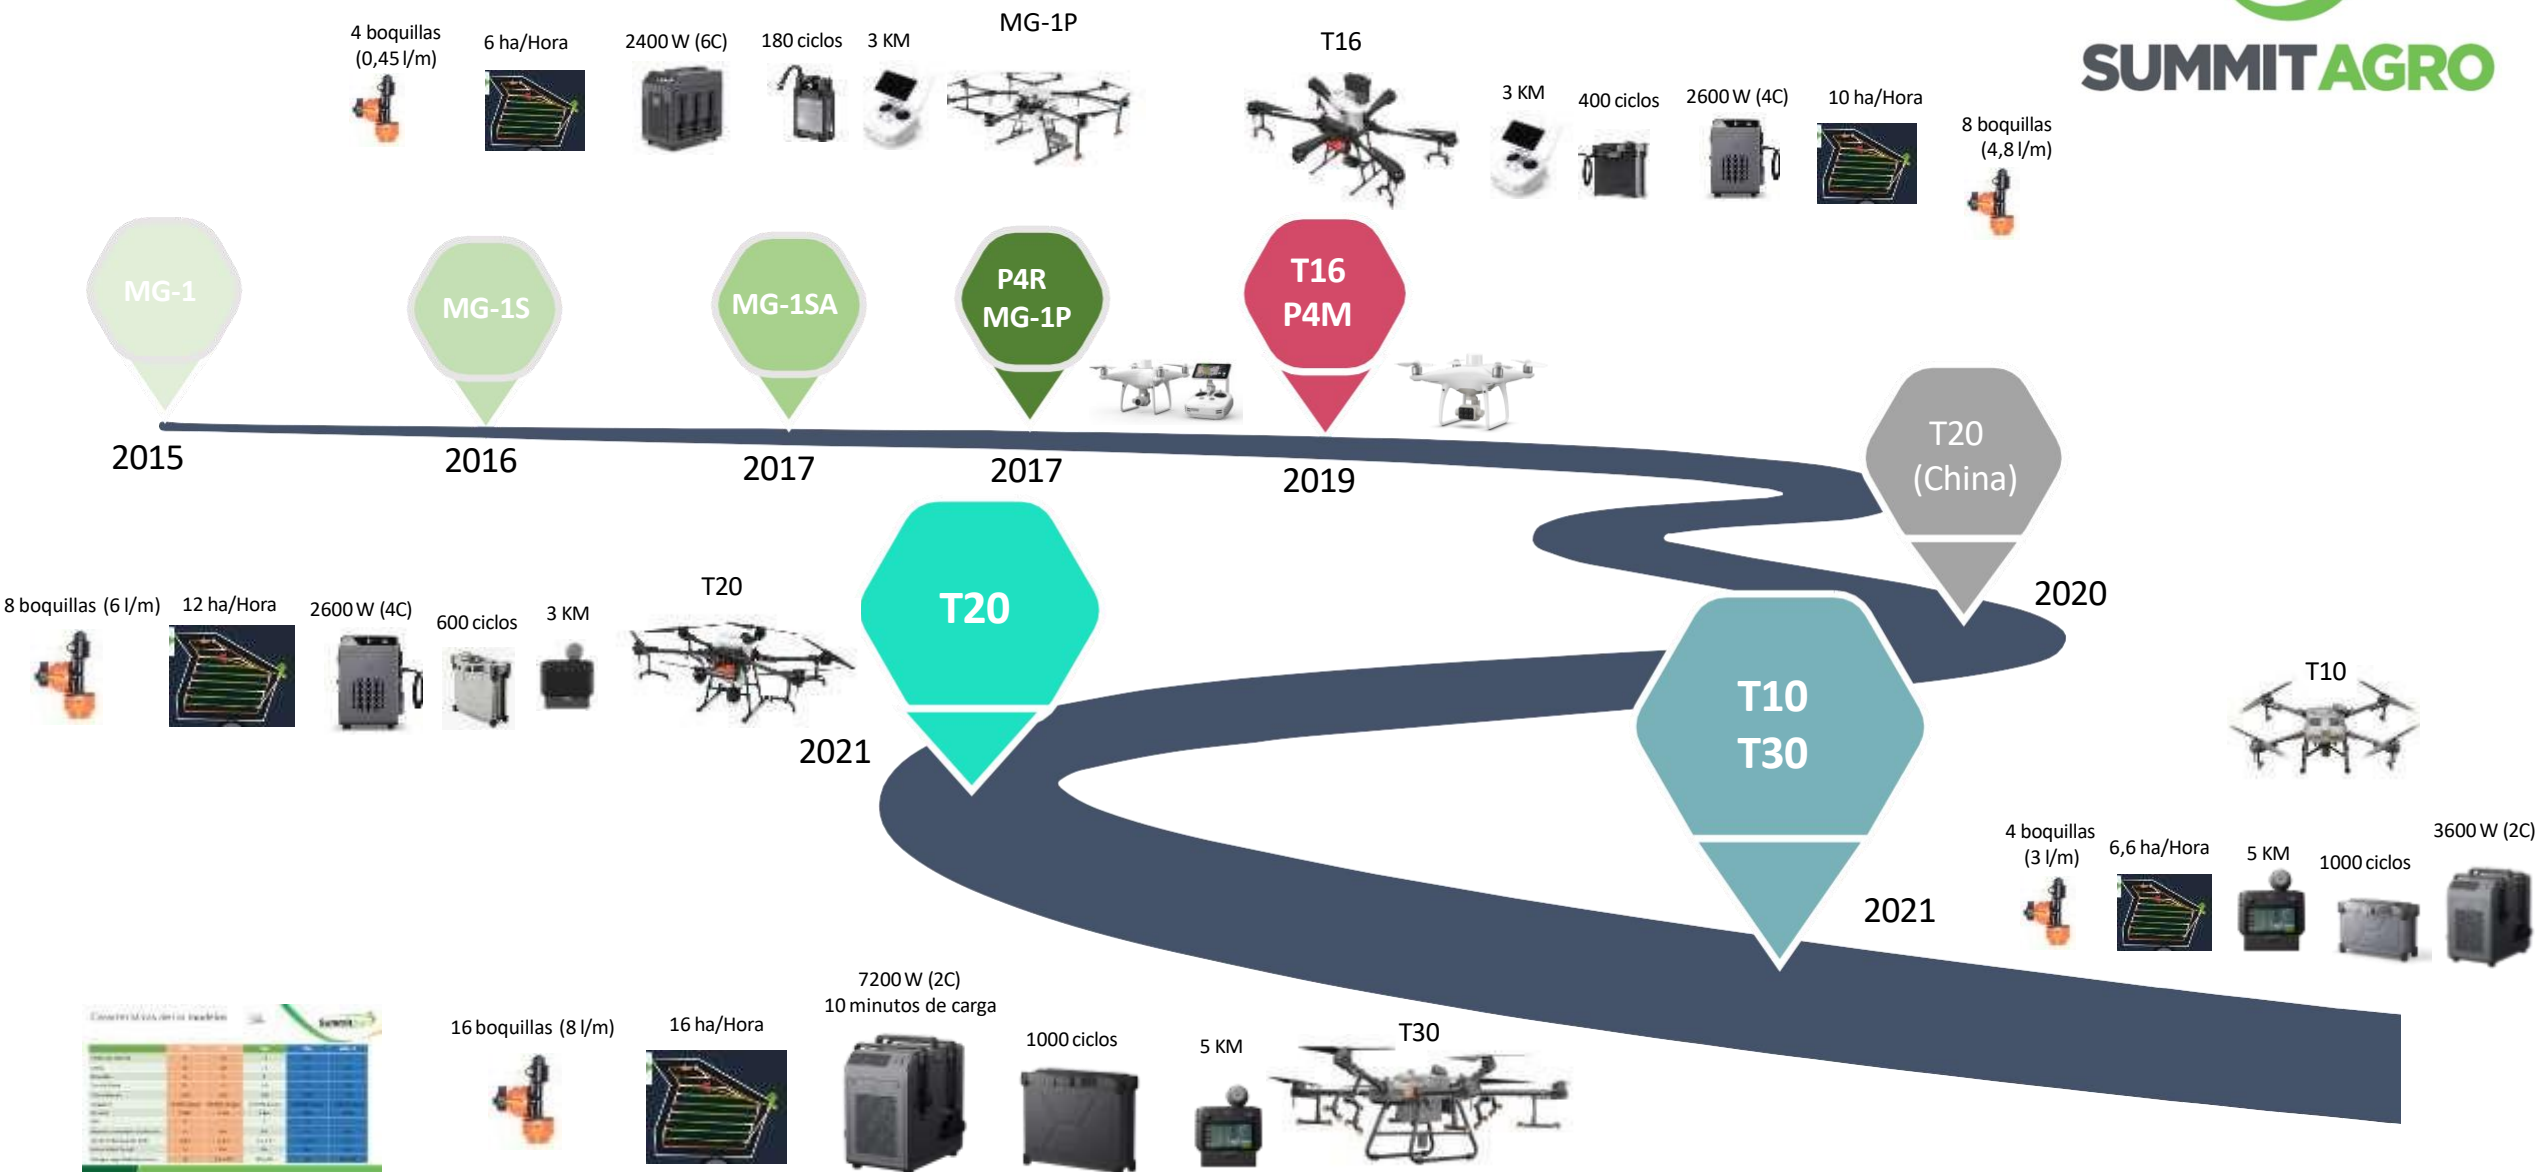 4 boquillas
(0,45 l/m)
6 ha/Hora
2400 W (6C)
180 ciclos
3 KM
MG-1P
T16
3 KM
400 ciclos
2600 W (4C)
10 ha/Hora
8 boquillas
(4,8 l/m)
SUMMIT AGRO
MG-1
MG-1S
MG-1SA
P4R
MG-1P
T16
P4M
2015
2016
2017
2017
2019
T20
(China)
2020
8 boquillas (6 l/m)
12 ha/Hora
2600 W (4C)
600 ciclos
3 KM
T20
T20
2021
T10
T30
2021
T10
4 boquillas
(3 l/m)
6,6 ha/Hora
5 KM
1000 ciclos
3600 W (2C)
16 boquillas (8 l/m)
16 ha/Hora
7200 W (2C)
10 minutos de carga
1000 ciclos
5 KM
T30